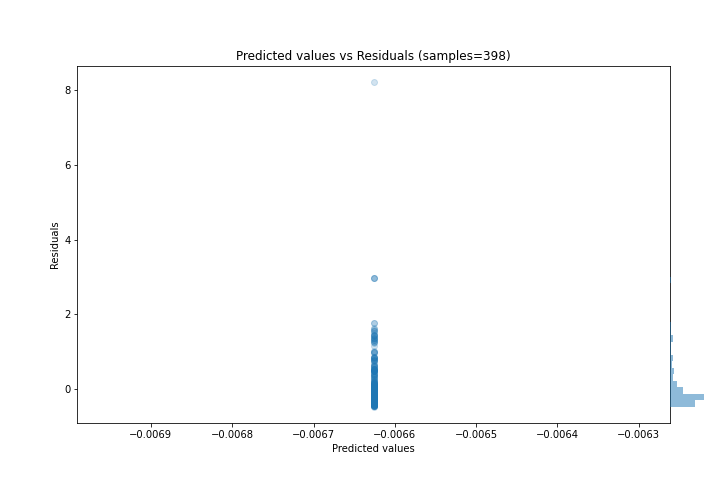 Predicted values vs Residuals (samples=398)
8
6
4
2
0
Residuals
−0.0069 −0.0068 −0.0067 −0.0066 −0.0065 −0.0064 −0.0063
Predicted values